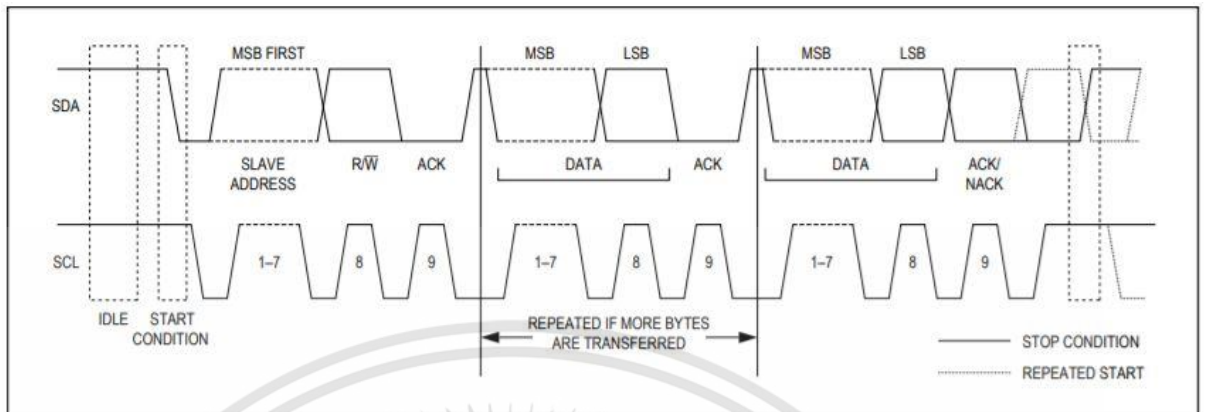 MSB FIRST MSB LSB MSB LSB
SDA
SLAVE ADDRESS R/W̅ ACK DATA ACK DATA ACK/NACK
SCL 1–7 8 9 1–7 8 9 1–7 8 9
IDLE START CONDITION
REPEATED IF MORE BYTES
ARE TRANSFERRED
STOP CONDITION
REPEATED START